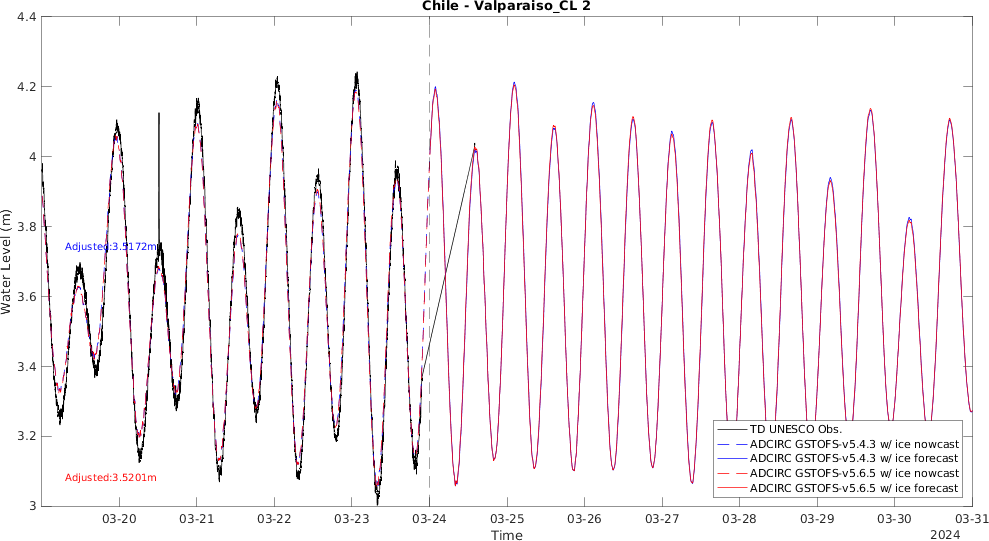 Chile - Valparaiso_CL 2
4.4
4.2
4
3.8
3.6
3.4
3.2
3
Water Level (m)
Adjusted:3.5172m
Adjusted:3.5201m
TD UNESCO Obs.
ADCIRC GSTOFS-v5.4.3 w/ ice nowcast
ADCIRC GSTOFS-v5.4.3 w/ ice forecast
ADCIRC GSTOFS-v5.6.5 w/ ice nowcast
ADCIRC GSTOFS-v5.6.5 w/ ice forecast
03-20 03-21 03-22 03-23 03-24 03-25 03-26 03-27 03-28 03-29 03-30 03-31
Time
2024